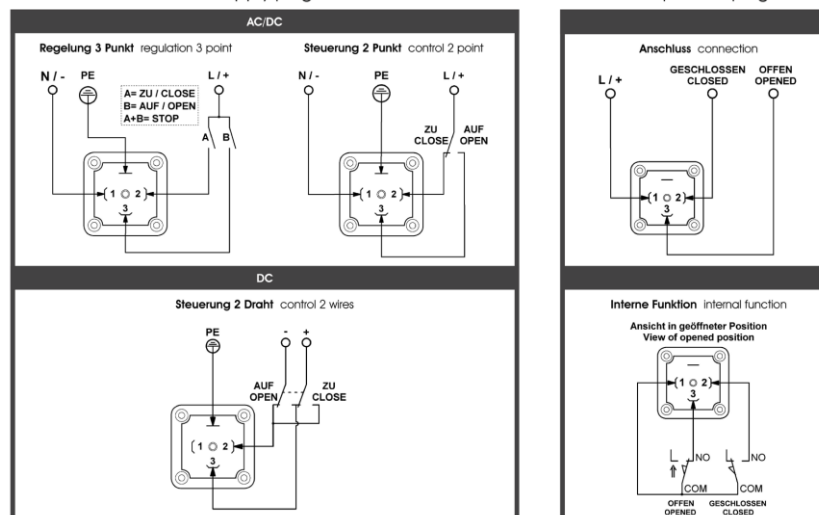 AC/DC
Regelung 3 Punkt regulation 3 point
N / -
PE
L / +
A= ZU / CLOSE
B= AUF / OPEN
A+B= STOP
A
B
1
2
3
Steuerung 2 Punkt control 2 point
N / -
PE
L / +
ZU
CLOSE
AUF
OPEN
1
2
3
DC
Steuerung 2 Draht control 2 wires
PE
-
+
AUF
OPEN
ZU
CLOSE
1
2
3
Anschluss connection
L / +
GESCHLOSSEN
CLOSED
OFFEN
OPENED
1
2
3
Interne Funktion internal function
Ansicht in geöffneter Position
View of opened position
1
2
3
NO
NO
COM
COM
OFFEN
OPENED
GESCHLOSSEN
CLOSED